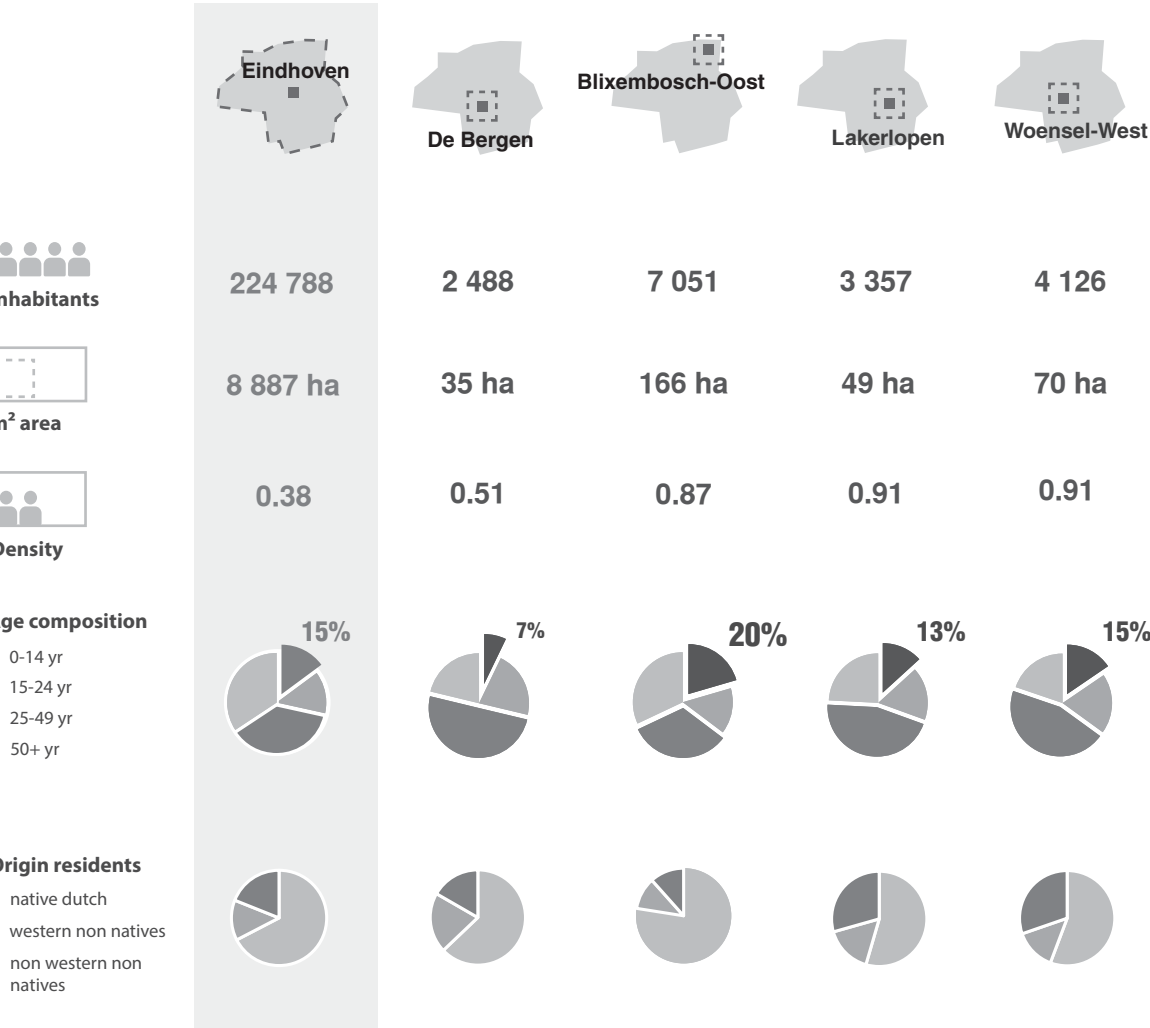 Eindhoven
De Bergen
Blixembosch-Oost
Lakerlopen
Woensel-West
nhabitants
224 788
2 488
7 051
3 357
4 126
m² area
8 887 ha
35 ha
166 ha
49 ha
70 ha
Density
0.38
0.51
0.87
0.91
0.91
ge composition
15%
7%
20%
13%
15%
0-14 yr
15-24 yr
25-49 yr
50+ yr
Origin residents
native dutch
western non natives
non western non
natives